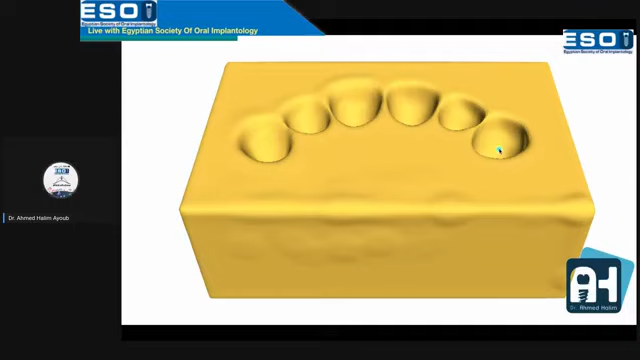 ESO
Egyptian Society of Oral Implantology
Live with Egyptian Society Of Oral Implantology
ESO
Egyptian Society of Oral Implantology
ESO
Dr. Ahmed Halim Ayoub
AH
Dr. Ahmed Halim